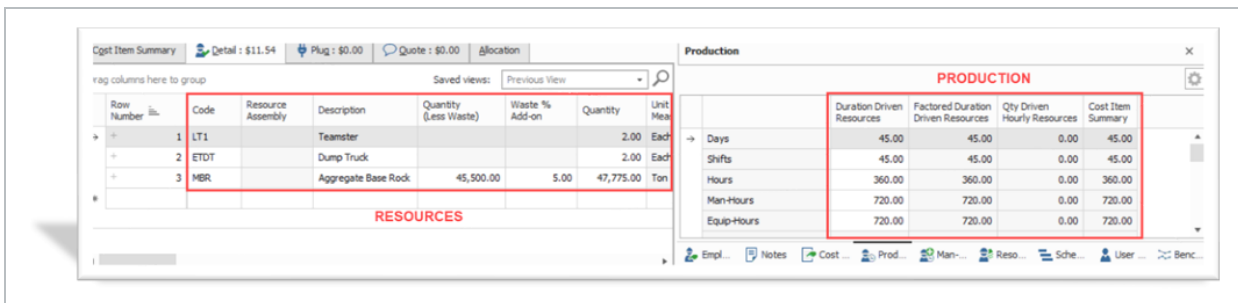 Cost Item Summary Detail : $11.54 Plug : $0.00 Quote : $0.00 Allocation Production
rag columns here to group Saved views: Previous View PRODUCTION
Row Number Code Resource Assembly Description Quantity (Less Waste) Waste % Add-on Quantity Unit Mea Duration Driven Resources Factored Duration Driven Resources Qty Driven Hourly Resources Cost Item Summary
1 LT1 Teamster 2.00 Each Days 45.00 45.00 0.00 45.00
2 ETDT Dump Truck 2.00 Each Shifts 45.00 45.00 0.00 45.00
3 MBR Aggregate Base Rock 45,500.00 5.00 47,775.00 Ton Hours 360.00 360.00 0.00 360.00
Man-Hours 720.00 720.00 0.00 720.00
RESOURCES
Equip-Hours 720.00 720.00 0.00 720.00
Empl... Notes Cost ... Prod... Man-... Reso... Sche... User ... Benc...